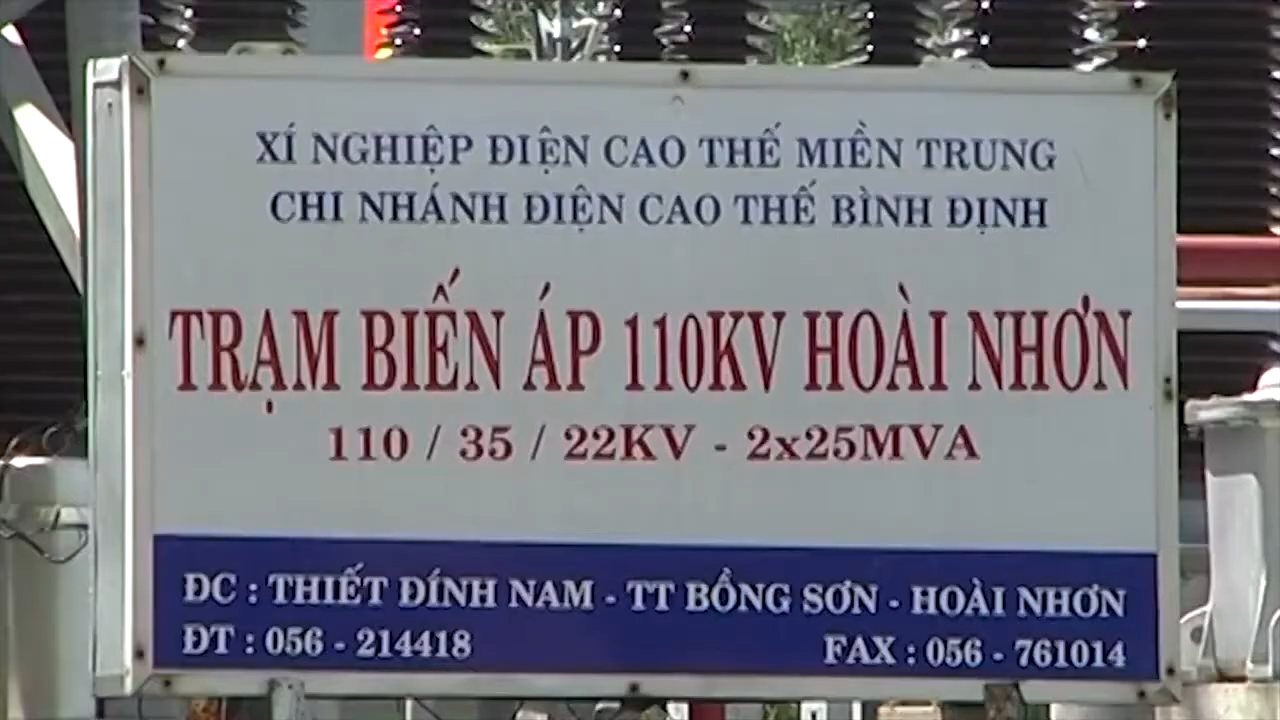 XÍ NGHIỆP ĐIỆN CAO THẾ MIỀN TRUNG
CHI NHÁNH ĐIỆN CAO THẾ BÌNH ĐỊNH
TRẠM BIẾN ÁP 110KV HOÀI NHƠN
110 / 35 / 22KV - 2x25MVA
ĐC : THIẾT ĐÍNH NAM - TT BỒNG SƠN - HOÀI NHƠN
ĐT : 056 - 214418 FAX : 056 - 761014